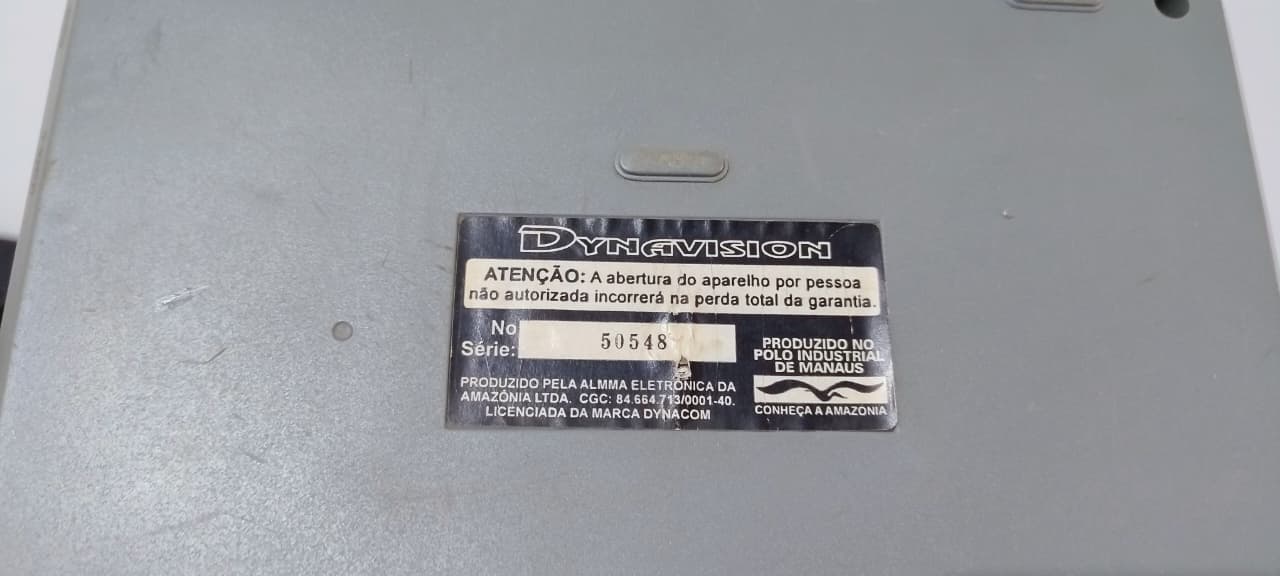 DYNAVISION
ATENÇÃO: A abertura do aparelho por pessoa
não autorizada incorrerá na perda total da garantia.
No
Série: 50548
PRODUZIDO PELA ALMMA ELETRÔNICA DA
AMAZÔNIA LTDA. CGC: 84.664.713/0001-40.
LICENCIADA DA MARCA DYNACOM
PRODUZIDO NO
PÓLO INDUSTRIAL
DE MANAUS
CONHEÇA A AMAZONIA